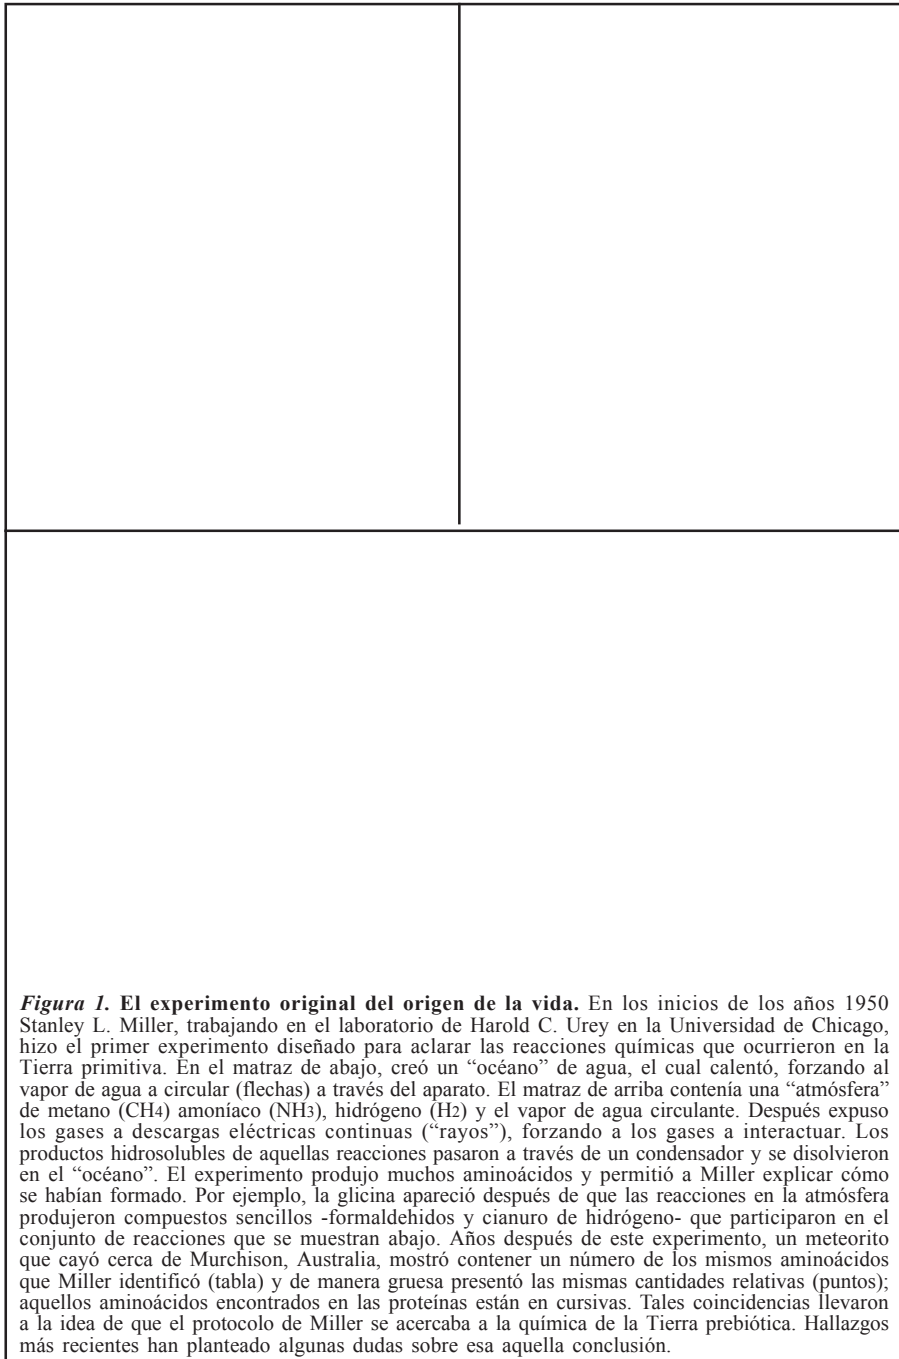 Figura 1. El experimento original del origen de la vida. En los inicios de los años 1950
Stanley L. Miller, trabajando en el laboratorio de Harold C. Urey en la Universidad de Chicago,
hizo el primer experimento diseñado para aclarar las reacciones químicas que ocurrieron en la
Tierra primitiva. En el matraz de abajo, creó un “océano” de agua, el cual calentó, forzando al
vapor de agua a circular (flechas) a través del aparato. El matraz de arriba contenía una “atmósfera”
de metano (CH4) amoníaco (NH3), hidrógeno (H2) y el vapor de agua circulante. Después expuso
los gases a descargas eléctricas continuas (“rayos”), forzando a los gases a interactuar. Los
productos hidrosolubles de aquellas reacciones pasaron a través de un condensador y se disolvieron
en el “océano”. El experimento produjo muchos aminoácidos y permitió a Miller explicar cómo
se habían formado. Por ejemplo, la glicina apareció después de que las reacciones en la atmósfera
produjeron compuestos sencillos -formaldehidos y cianuro de hidrógeno- que participaron en el
conjunto de reacciones que se muestran abajo. Años después de este experimento, un meteorito
que cayó cerca de Murchison, Australia, mostró contener un número de los mismos aminoácidos
que Miller identificó (tabla) y de manera gruesa presentó las mismas cantidades relativas (puntos);
aquellos aminoácidos encontrados en las proteínas están en cursivas. Tales coincidencias llevaron
a la idea de que el protocolo de Miller se acercaba a la química de la Tierra prebiótica. Hallazgos
más recientes han planteado algunas dudas sobre esa aquella conclusión.